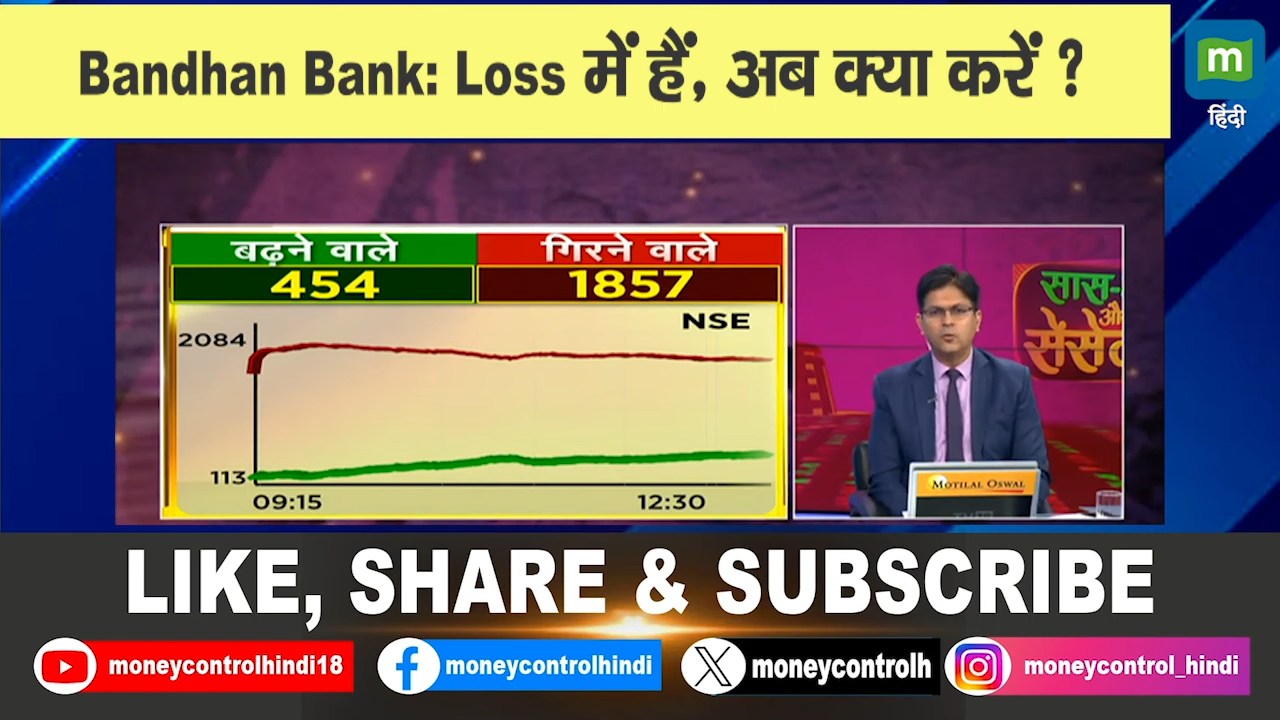 Bandhan Bank: Loss में हैं, अब क्या करें ?
m
हिंदी
बढ़ने वाले
454
गिरने वाले
1857
NSE
2084
113
09:15
12:30
सास-
सेंसे
MOTILAL OSWAL
LIKE, SHARE & SUBSCRIBE
moneycontrolhindi18
moneycontrolhindi
moneycontrolh
moneycontrol_hindi